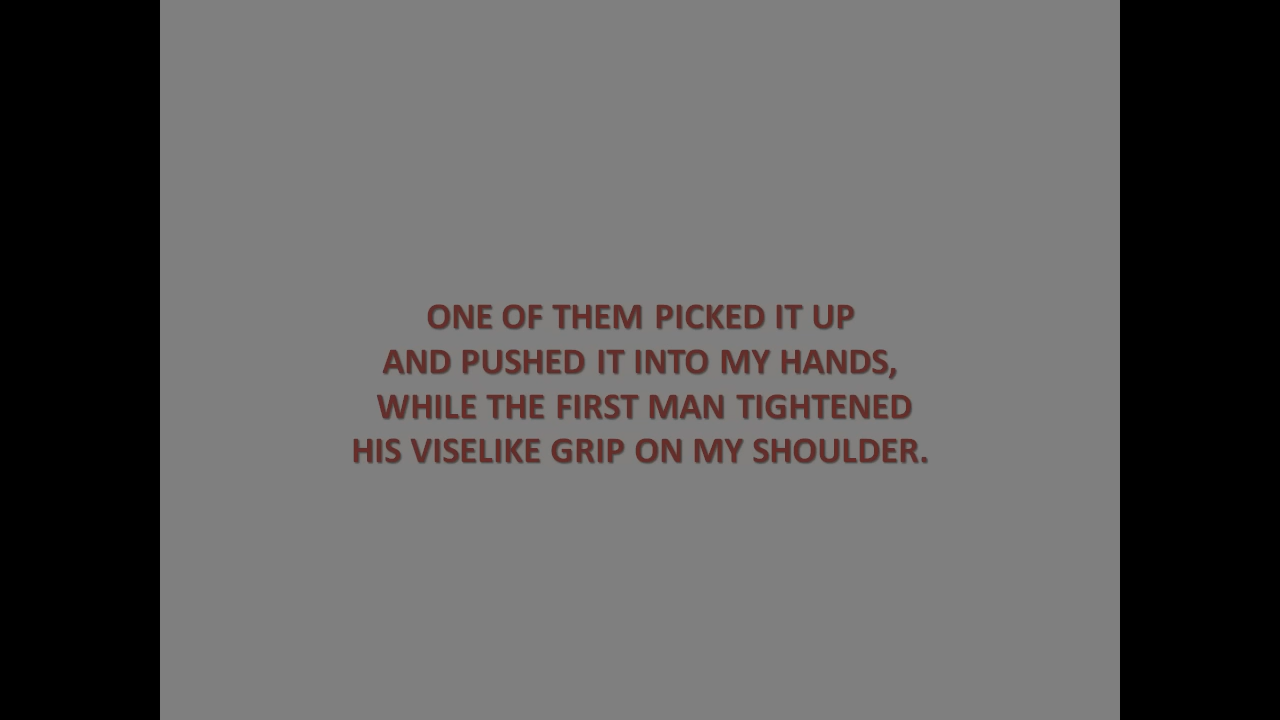 ONE OF THEM PICKED IT UP
AND PUSHED IT INTO MY HANDS,
WHILE THE FIRST MAN TIGHTENED
HIS VISELIKE GRIP ON MY SHOULDER.